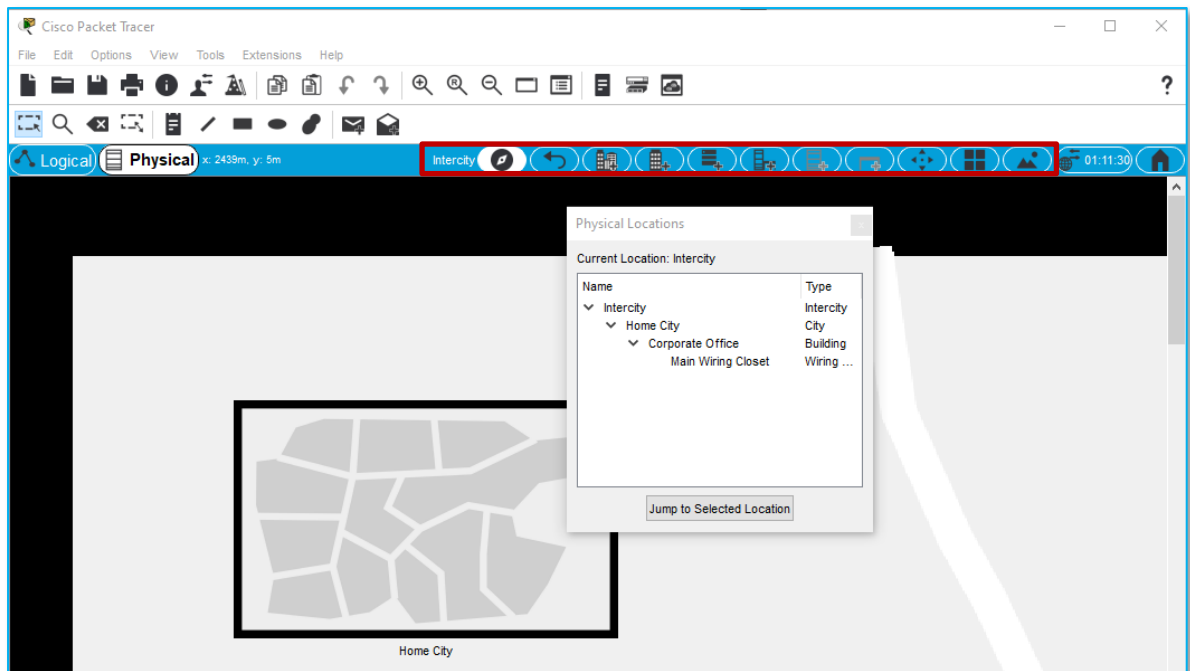 Cisco Packet Tracer
File Edit Options View Tools Extensions Help
?
Logical Physical x: 2439m, y: 5m Intercity 01:11:30
Physical Locations x
Current Location: Intercity
Name Type
Intercity Intercity
Home City City
Corporate Office Building
Main Wiring Closet Wiring ...
Jump to Selected Location
Home City